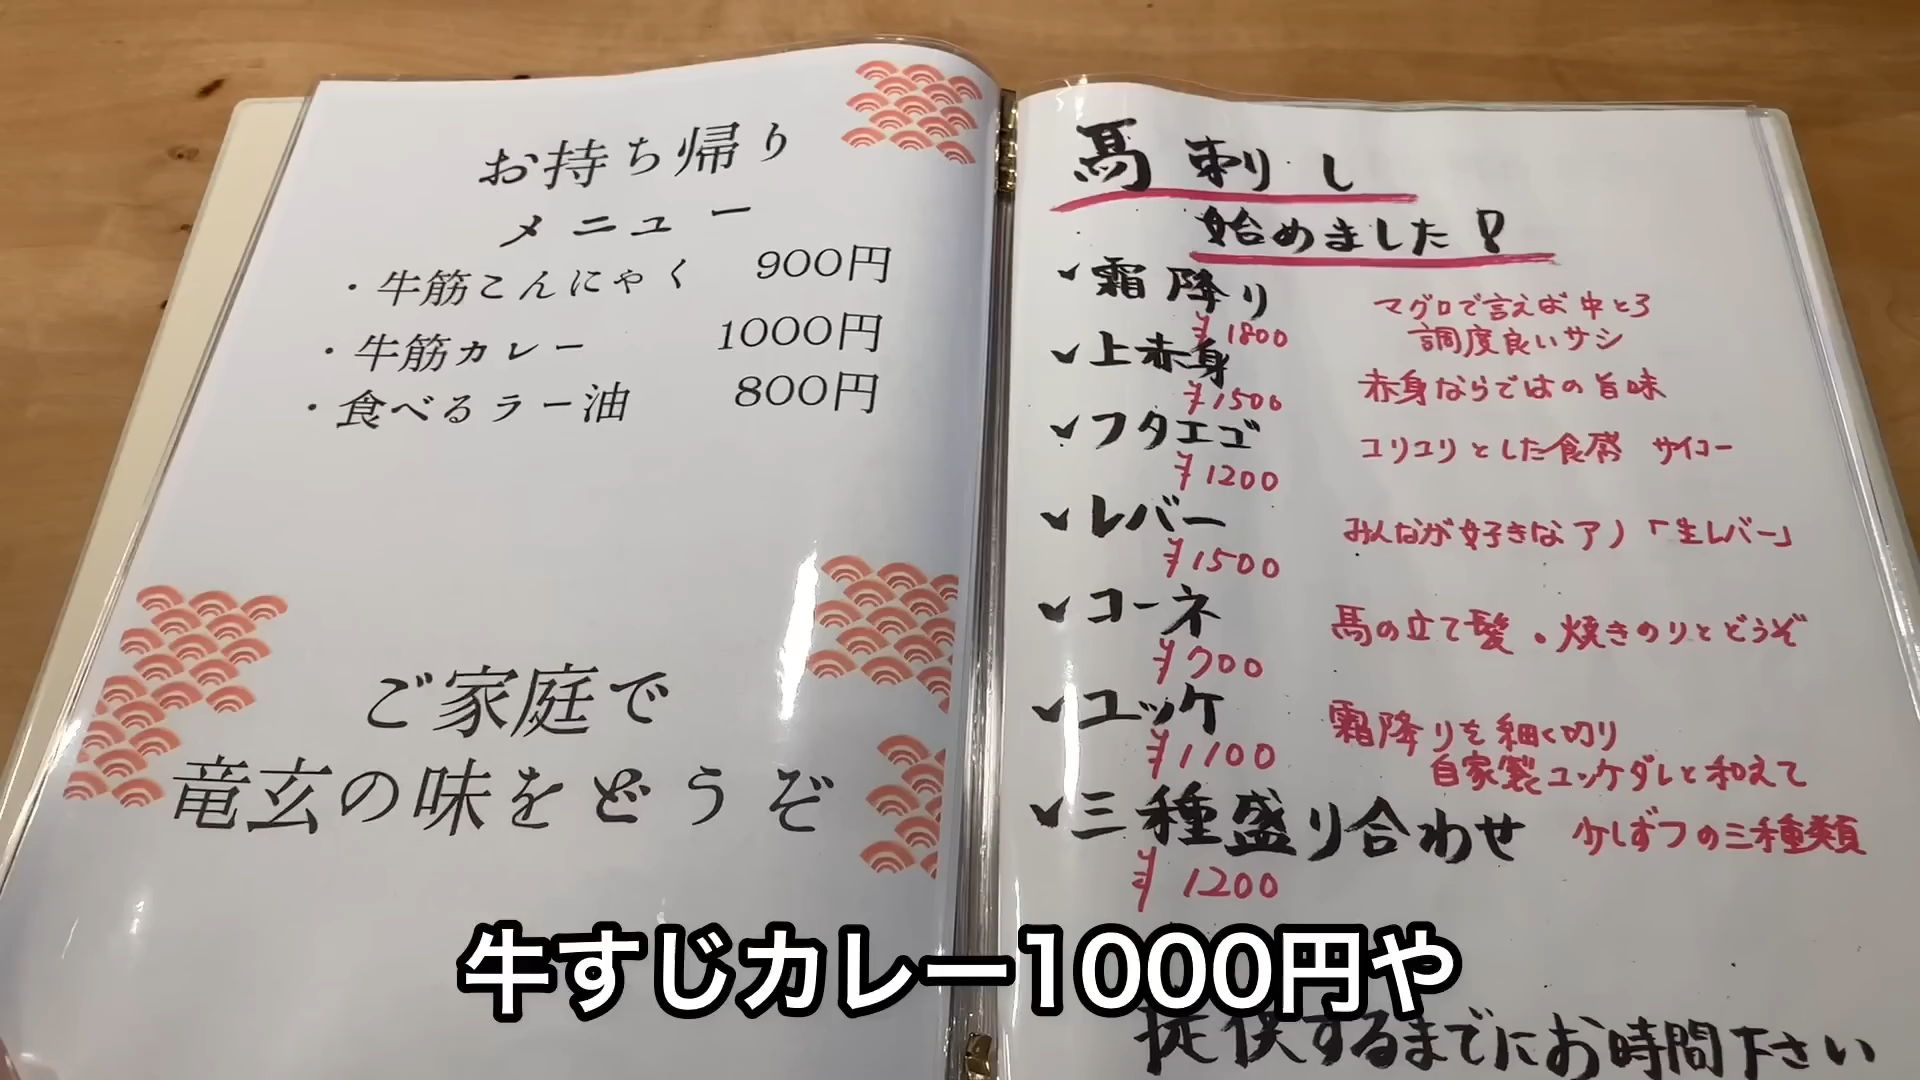 お持ち帰り
メニュー
・牛筋こんにゃく 900円
・牛筋カレー 1000円
・食べるラー油 800円
ご家庭で
竜玄の味をどうぞ
馬刺し
始めました!
✓霜降り マグロで言えば中とろ
¥1800 調度良いサシ
✓上赤身 赤身ならではの旨味
¥1500
✓フタエゴ コリコリとした食感 サイコー
¥1200
✓レバー みんなが好きなアノ「生レバー」
¥1500
✓コーネ 馬の立て髪。焼きのりとどうぞ
¥700
✓ユッケ 霜降りを細く切り
¥1100 自家製ユッケダレと和えて
✓三種盛り合わせ 少しずつの三種類
¥1200
提供するまでにお時間下さい
牛すじカレー1000円や